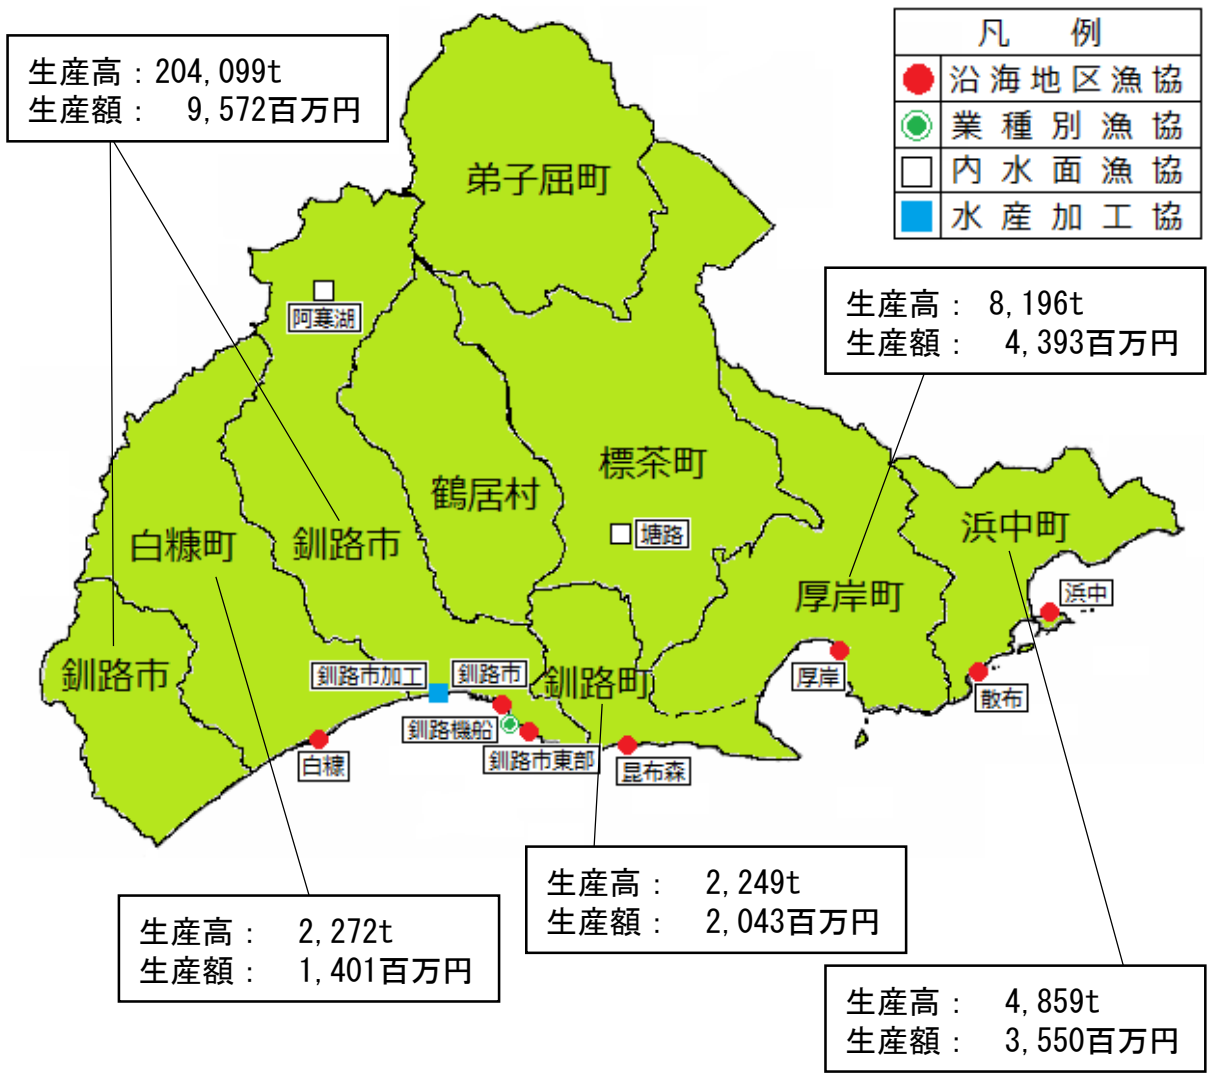 生産高：204,099t
生産額： 9,572百万円
凡 例
沿海地区漁協
業種別漁協
内水面漁協
水産加工協
弟子屈町
阿寒湖
生産高： 8,196t
生産額： 4,393百万円
標茶町
鶴居村
白糠町
釧路市
塘路
浜中町
厚岸町
浜中
釧路市
釧路市加工
釧路市
釧路町
厚岸
散布
釧路機船
釧路市東部
白糠
昆布森
生産高： 2,249t
生産額： 2,043百万円
生産高： 2,272t
生産額： 1,401百万円
生産高： 4,859t
生産額： 3,550百万円